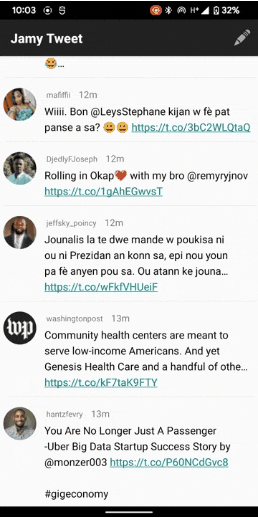 10:03
32%
Jamy Tweet
😂...
mafiffii 12m
Wiiii. Bon @LeysStephane kijan w fè pat
panse a sa? 😀😀 https://t.co/3bC2WLQtaQ
DjedlyFJoseph 12m
Rolling in Okap❤️ with my bro @remyryjnov
https://t.co/1gAhEGwvsT
jeffsky_poincy 12m
Jounalis la te dwe mande w poukisa ni
ou ni Prezidan an konn sa, epi nou youn
pa fè anyen pou sa. Ou atann ke jouna...
https://t.co/wFkfVHUeiF
washingtonpost 13m
wp
Community health centers are meant to
serve low-income Americans. And yet
Genesis Health Care and a handful of othe...
https://t.co/kF7taK9FTY
hantzfevry 13m
You Are No Longer Just A Passenger
-Uber Big Data Startup Success Story by
@monzer003 https://t.co/P60NCdGvc8
#gigeconomy